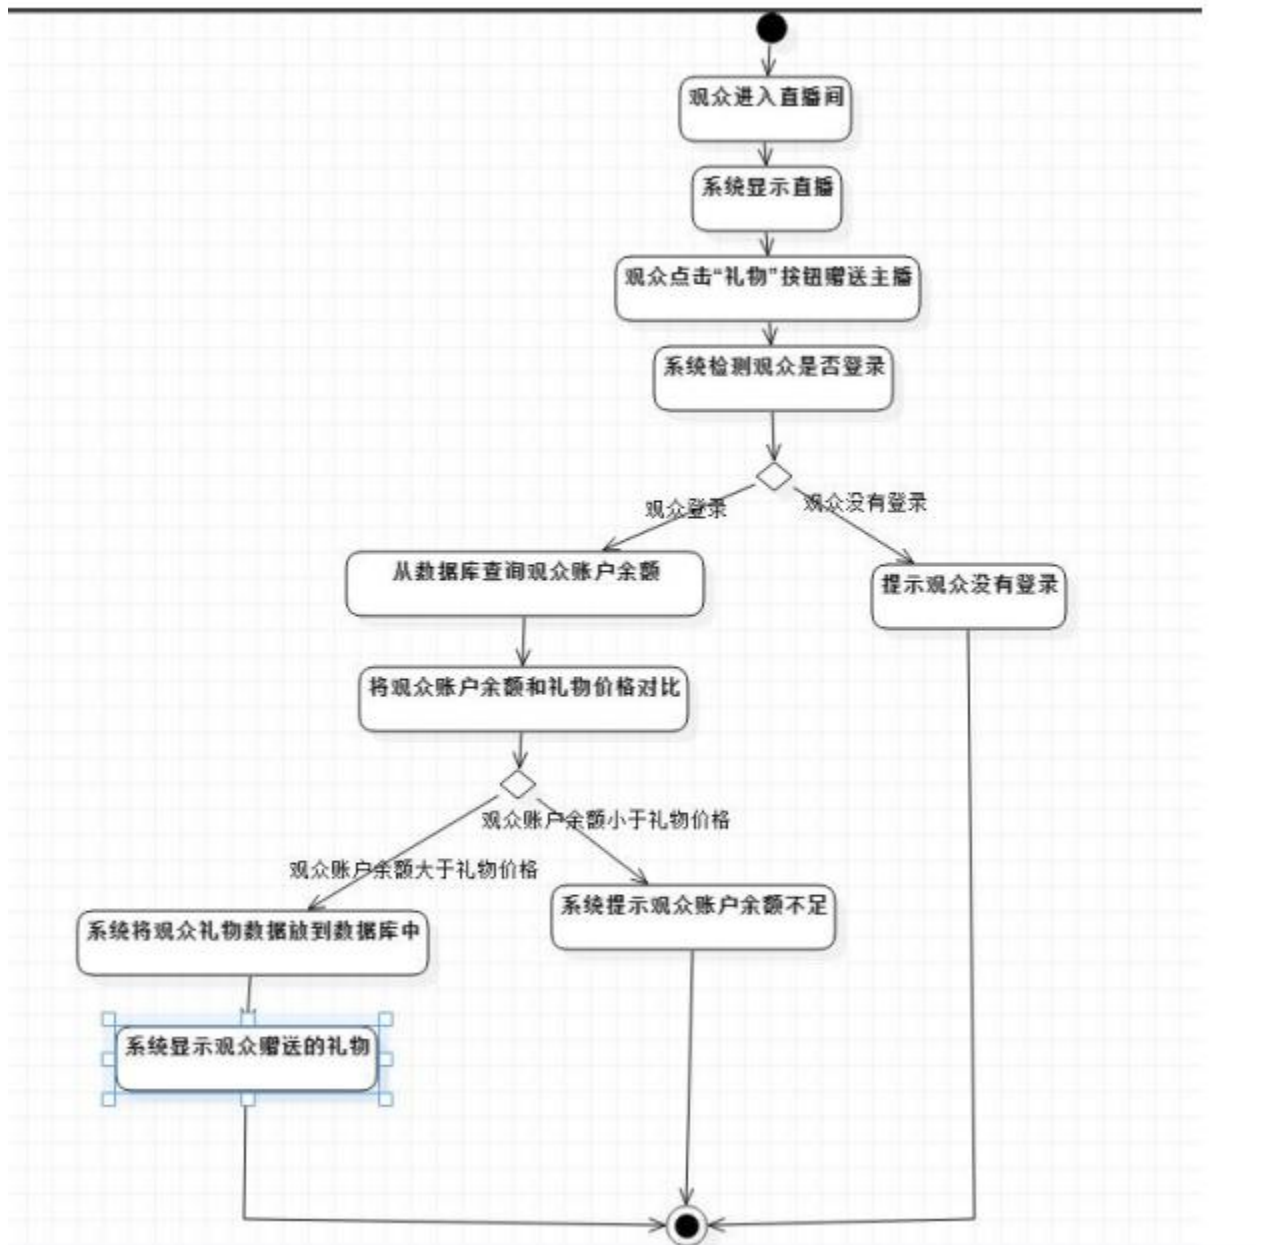 观众进入直播间
系统显示直播
观众点击“礼物”按钮赠送主播
系统检测观众是否登录
观众登录
观众没有登录
从数据库查询观众账户余额
提示观众没有登录
将观众账户余额和礼物价格对比
观众账户余额小于礼物价格
观众账户余额大于礼物价格
系统提示观众账户余额不足
系统将观众礼物数据放到数据库中
系统显示观众赠送的礼物